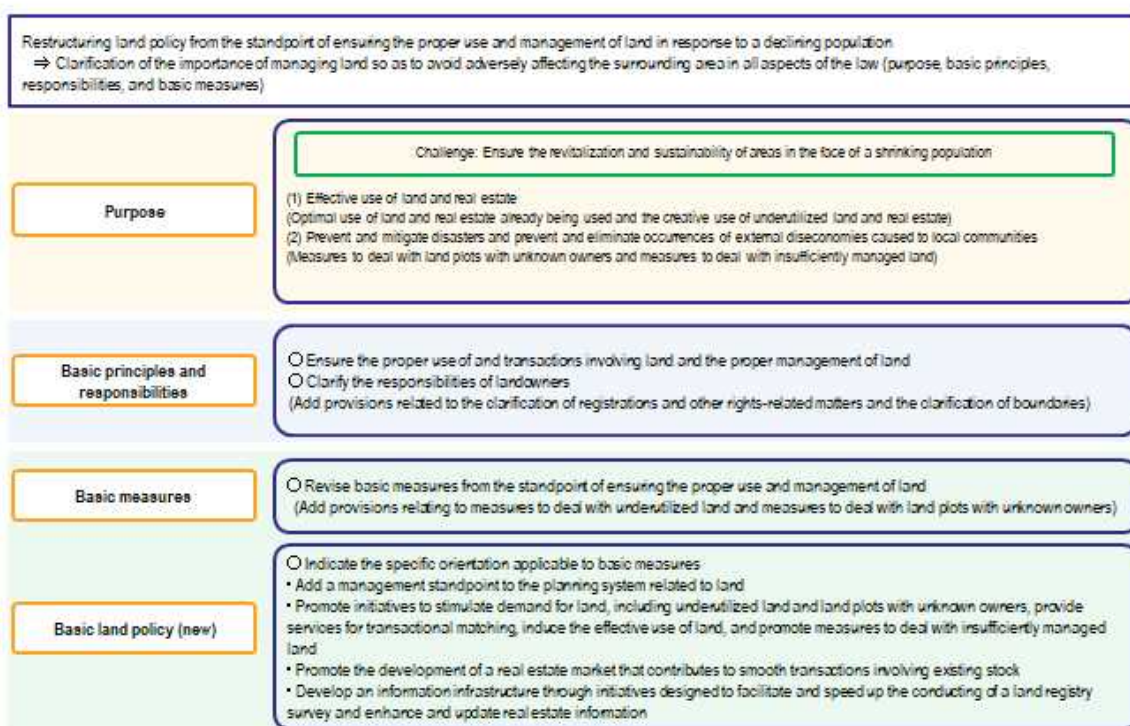 Restructuring land policy from the standpoint of ensuring the proper use and management of land in response to a declining population
⇒ Clarification of the importance of managing land so as to avoid adversely affecting the surrounding area in all aspects of the law (purpose, basic principles,
responsibilities, and basic measures)
Purpose
Challenge: Ensure the revitalization and sustainability of areas in the face of a shrinking population
(1) Effective use of land and real estate
(Optimal use of land and real estate already being used and the creative use of underutilized land and real estate)
(2) Prevent and mitigate disasters and prevent and eliminate occurrences of external diseconomies caused to local communities
(Measures to deal with land plots with unknown owners and measures to deal with insufficiently managed land)
Basic principles and
responsibilities
○ Ensure the proper use of and transactions involving land and the proper management of land
○ Clarify the responsibilities of landowners
(Add provisions related to the clarification of registrations and other rights-related matters and the clarification of boundaries)
Basic measures
○ Revise basic measures from the standpoint of ensuring the proper use and management of land
(Add provisions relating to measures to deal with underutilized land and measures to deal with land plots with unknown owners)
Basic land policy (new)
○ Indicate the specific orientation applicable to basic measures
• Add a management standpoint to the planning system related to land
• Promote initiatives to stimulate demand for land, including underutilized land and land plots with unknown owners, provide
services for transactional matching, induce the effective use of land, and promote measures to deal with insufficiently managed
land
• Promote the development of a real estate market that contributes to smooth transactions involving existing stock
• Develop an information infrastructure through initiatives designed to facilitate and speed up the conducting of a land registry
survey and enhance and update real estate information